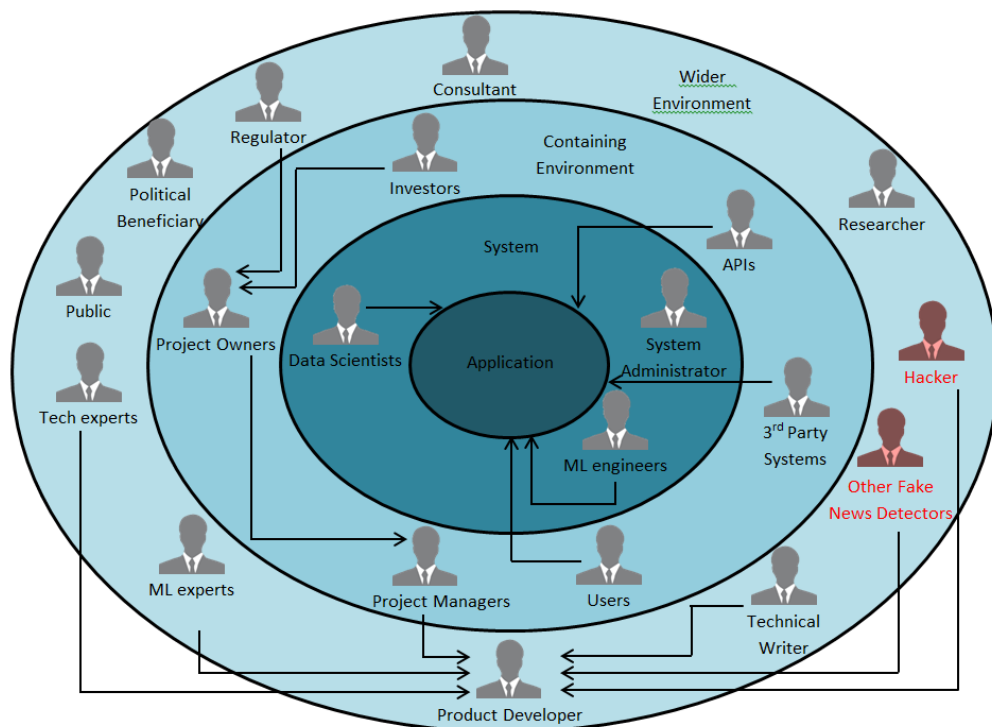 Consultant
Wider
Environment
Regulator
Containing
Environment
Investors
Political
Beneficiary
Researcher
System
APIs
Public
Project Owners
Data Scientists
System
Administrator
Application
Hacker
Tech experts
3rd Party
Systems
ML engineers
Other Fake
News Detectors
ML experts
Project Managers
Users
Technical
Writer
Product Developer